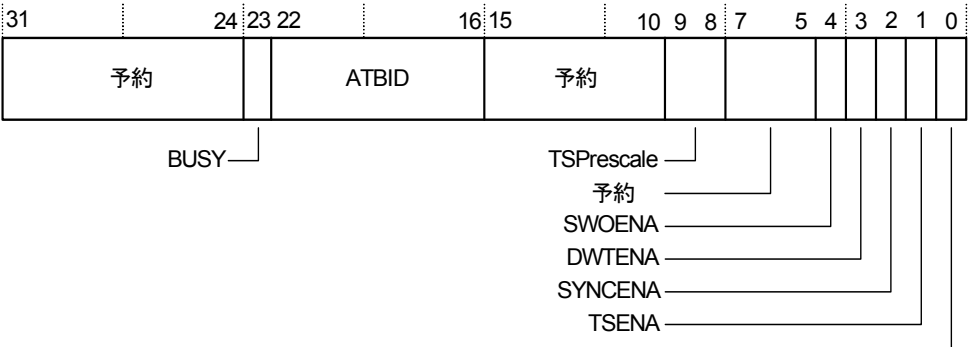 31 24 23 22 16 15 10 9 8 7 5 4 3 2 1 0
予約 ATBID 予約
BUSY TSPrescale
予約
SWOENA
DWTENA
SYNCENA
TSENA